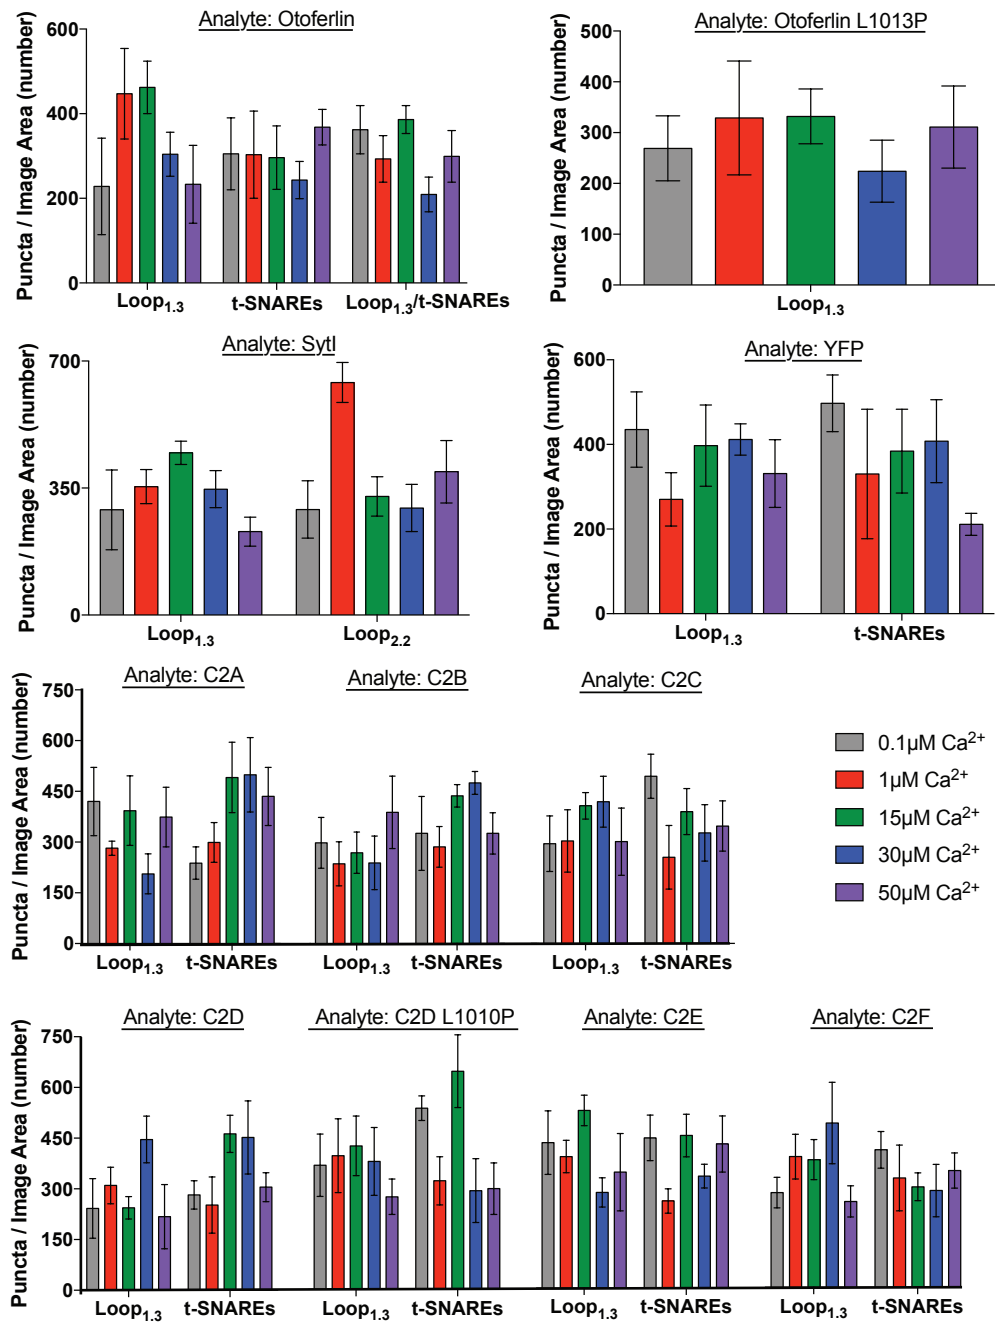 Analyte: Otoferlin
Puncta / Image Area (number)
600
400
200
0
Loop1.3
t-SNAREs
Loop1.3/t-SNAREs
Analyte: Otoferlin L1013P
Puncta / Image Area (number)
500
400
300
200
100
0
Loop1.3
Analyte: SytI
Puncta / Image Area (number)
700
350
0
Loop1.3
Loop2.2
Analyte: YFP
Puncta / Image Area (number)
600
400
200
0
Loop1.3
t-SNAREs
Analyte: C2A
Analyte: C2B
Analyte: C2C
Puncta / Image Area (number)
750
600
450
300
150
0
Loop1.3
t-SNAREs
Loop1.3
t-SNAREs
Loop1.3
t-SNAREs
0.1µM Ca2+
1µM Ca2+
15µM Ca2+
30µM Ca2+
50µM Ca2+
Analyte: C2D
Analyte: C2D L1010P
Analyte: C2E
Analyte: C2F
Puncta / Image Area (number)
750
600
450
300
150
0
Loop1.3
t-SNAREs
Loop1.3
t-SNAREs
Loop1.3
t-SNAREs
Loop1.3
t-SNAREs